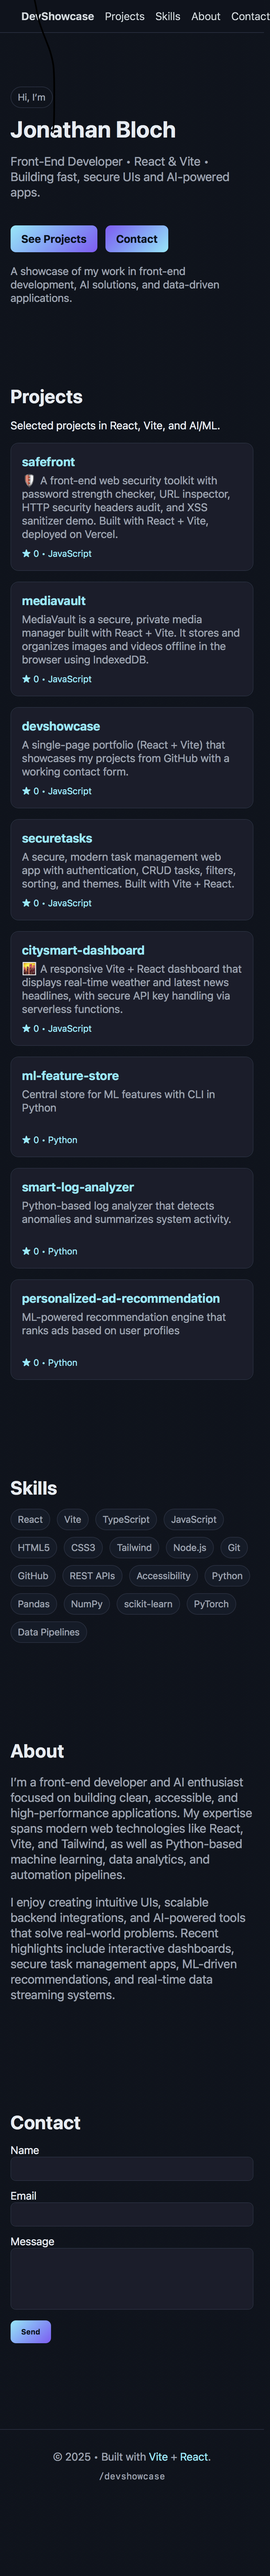 DevShowcase Projects Skills About Contact
Hi, I'm
Jonathan Bloch
Front-End Developer • React & Vite •
Building fast, secure UIs and AI-powered
apps.
See Projects Contact
A showcase of my work in front-end
development, AI solutions, and data-driven
applications.
Projects
Selected projects in React, Vite, and AI/ML.
safefront
🛡️ A front-end web security toolkit with
password strength checker, URL inspector,
HTTP security headers audit, and XSS
sanitizer demo. Built with React + Vite,
deployed on Vercel.
★ 0 • JavaScript
mediavault
MediaVault is a secure, private media
manager built with React + Vite. It stores and
organizes images and videos offline in the
browser using IndexedDB.
★ 0 • JavaScript
devshowcase
A single-page portfolio (React + Vite) that
showcases my projects from GitHub with a
working contact form.
★ 0 • JavaScript
securetasks
A secure, modern task management web
app with authentication, CRUD tasks, filters,
sorting, and themes. Built with Vite + React.
★ 0 • JavaScript
citysmart-dashboard
🌇 A responsive Vite + React dashboard that
displays real-time weather and latest news
headlines, with secure API key handling via
serverless functions.
★ 0 • JavaScript
ml-feature-store
Central store for ML features with CLI in
Python
★ 0 • Python
smart-log-analyzer
Python-based log analyzer that detects
anomalies and summarizes system activity.
★ 0 • Python
personalized-ad-recommendation
ML-powered recommendation engine that
ranks ads based on user profiles
★ 0 • Python
Skills
React Vite TypeScript JavaScript
HTML5 CSS3 Tailwind Node.js Git
GitHub REST APIs Accessibility Python
Pandas NumPy scikit-learn PyTorch
Data Pipelines
About
I'm a front-end developer and AI enthusiast
focused on building clean, accessible, and
high-performance applications. My expertise
spans modern web technologies like React,
Vite, and Tailwind, as well as Python-based
machine learning, data analytics, and
automation pipelines.
I enjoy creating intuitive UIs, scalable
backend integrations, and AI-powered tools
that solve real-world problems. Recent
highlights include interactive dashboards,
secure task management apps, ML-driven
recommendations, and real-time data
streaming systems.
Contact
Name
Email
Message
Send
© 2025 • Built with Vite + React.
/devshowcase